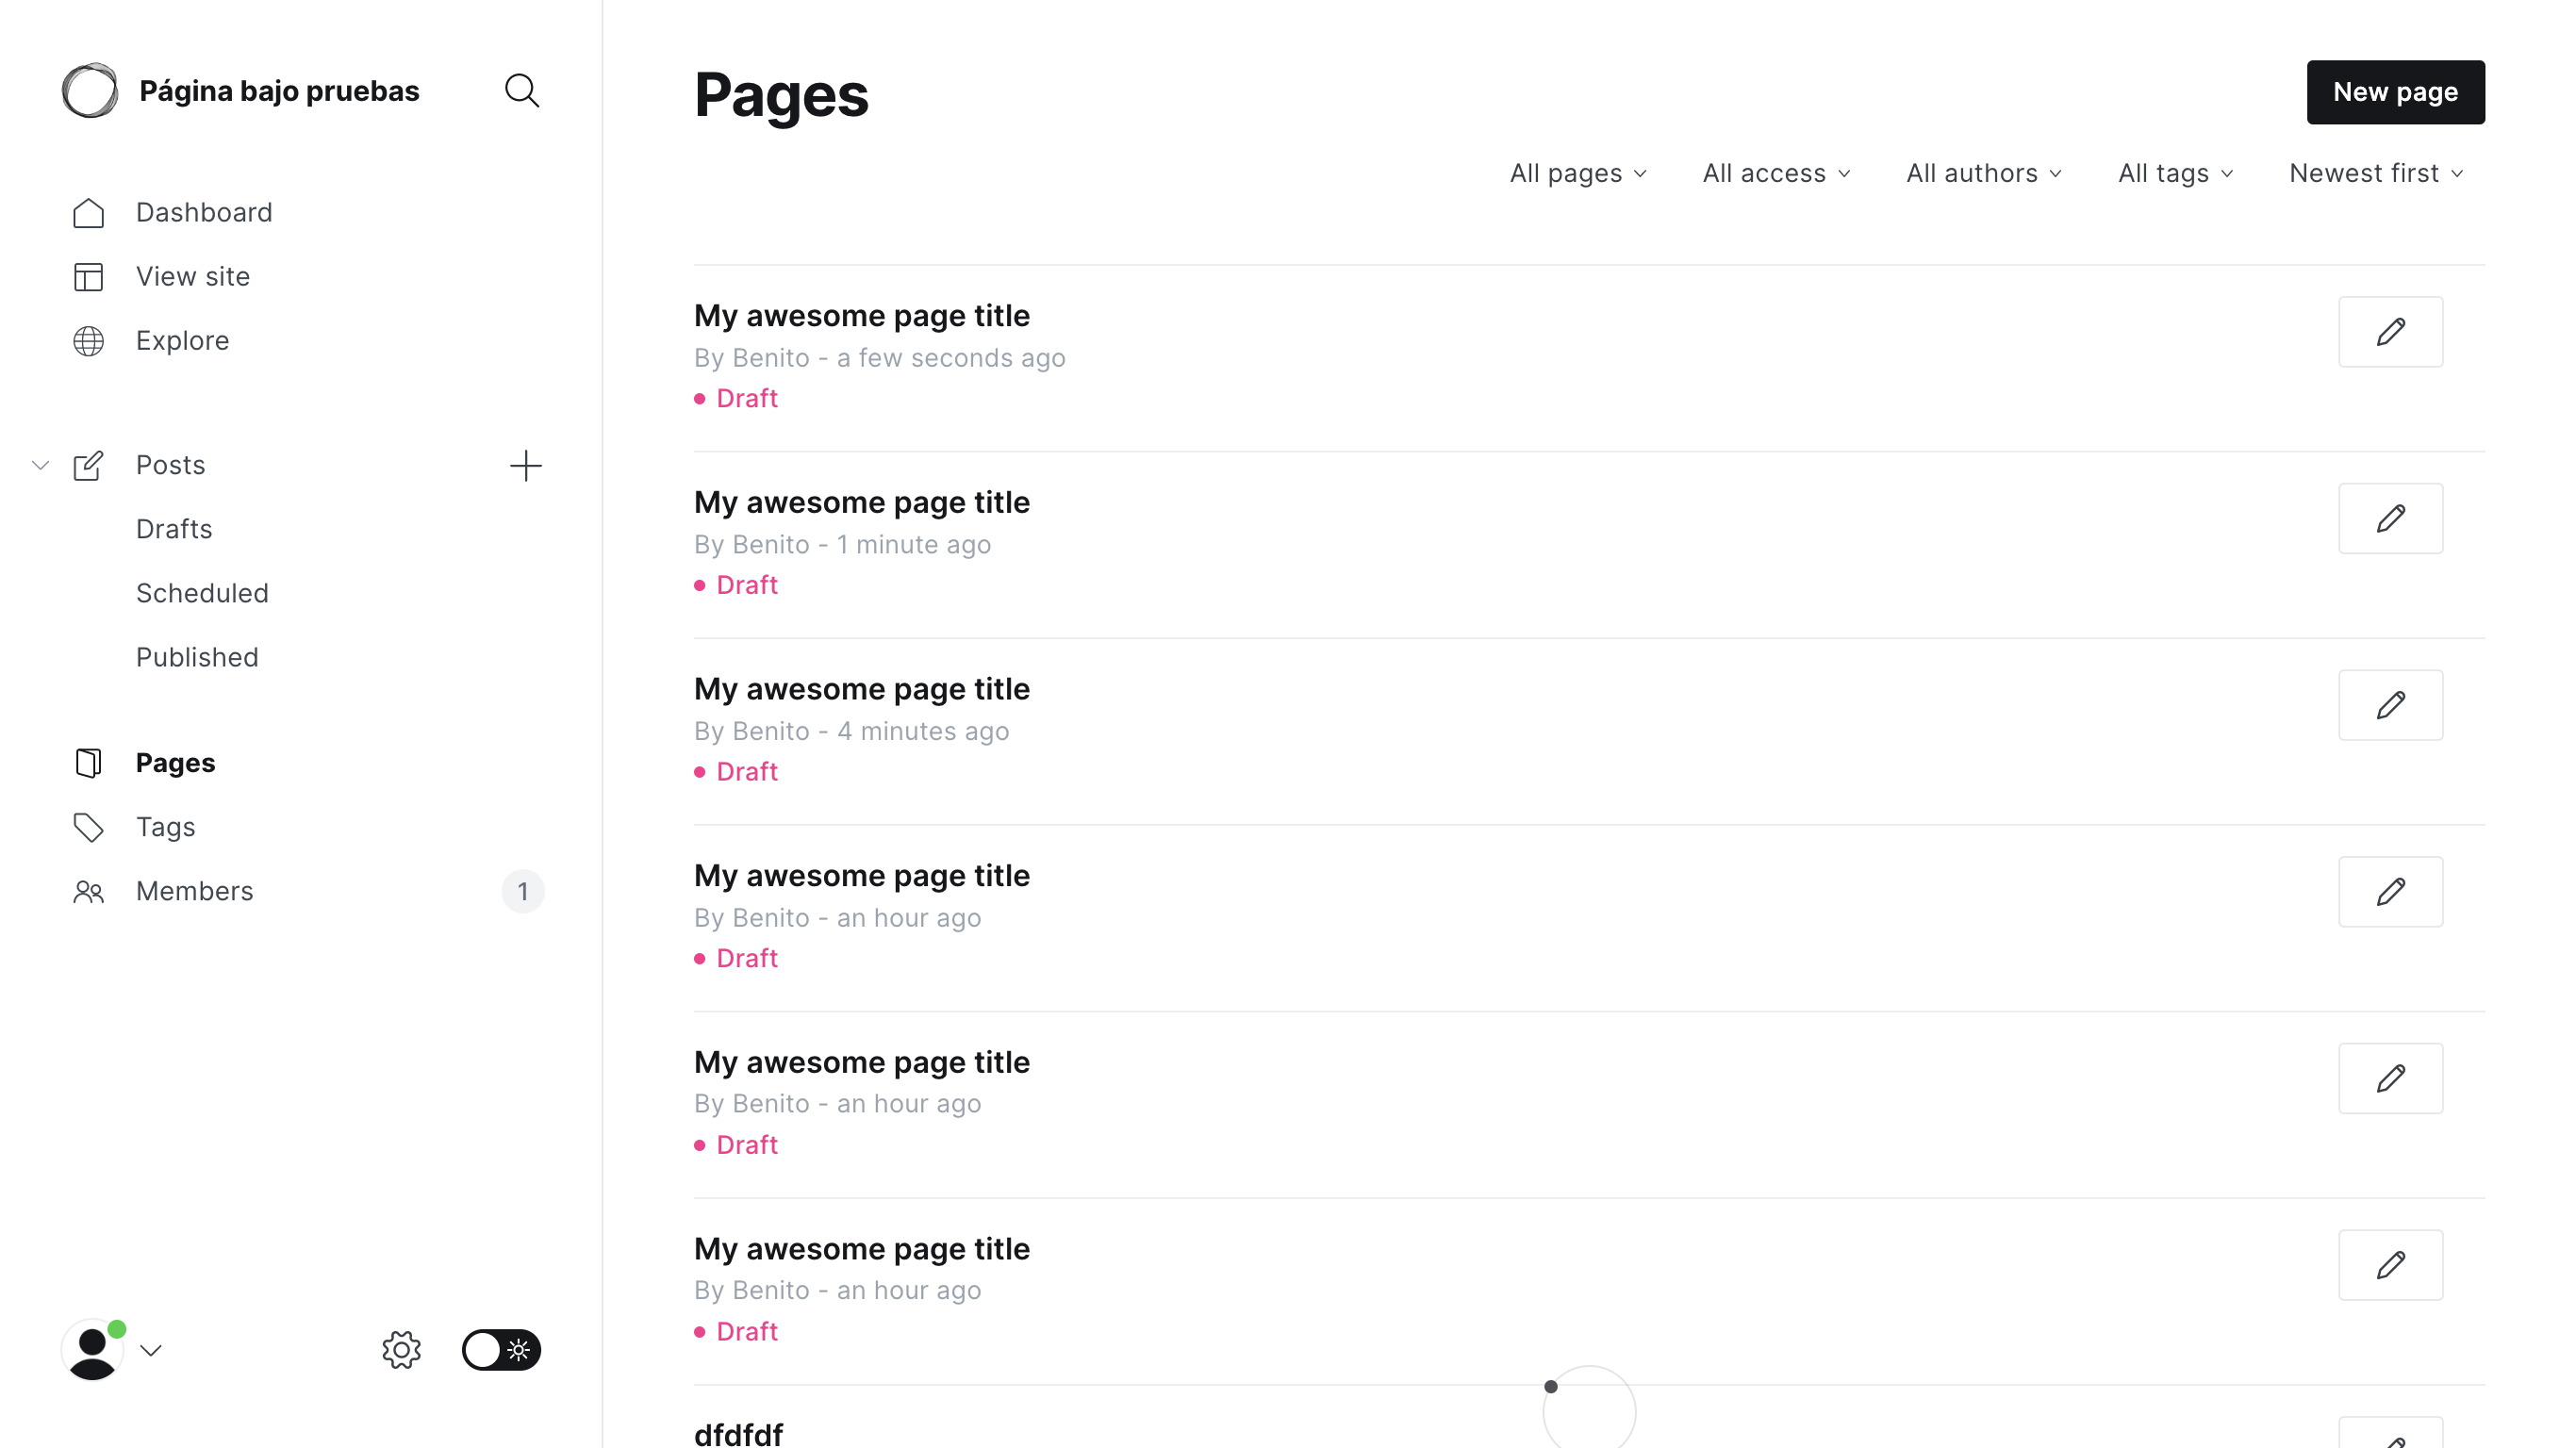 Página bajo pruebas
Dashboard
View site
Explore
Posts
Drafts
Scheduled
Published
Pages
Tags
Members
1
Pages
New page
All pages
All access
All authors
All tags
Newest first
My awesome page title
By Benito - a few seconds ago
Draft
My awesome page title
By Benito - 1 minute ago
Draft
My awesome page title
By Benito - 4 minutes ago
Draft
My awesome page title
By Benito - an hour ago
Draft
My awesome page title
By Benito - an hour ago
Draft
My awesome page title
By Benito - an hour ago
Draft
dfdfdf